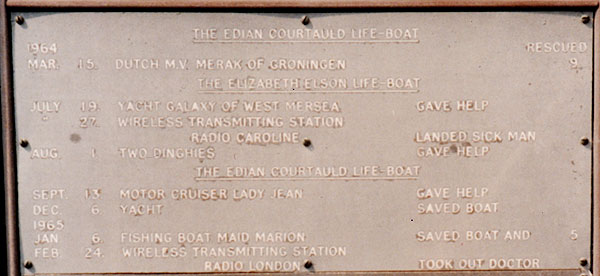 THE EDIAN COURTAULD LIFE-BOAT
1964 RESCUED
MAR. 15. DUTCH M.V. MERAK OF GRONINGEN 9
THE ELIZABETH ELSON LIFE-BOAT
JULY 19. YACHT GALAXY OF WEST MERSEA GAVE HELP
" 27. WIRELESS TRANSMITTING STATION
RADIO CAROLINE LANDED SICK MAN
AUG. 1. TWO DINGHIES GAVE HELP
THE EDIAN COURTAULD LIFE-BOAT
SEPT. 13 MOTOR CRUISER LADY JEAN GAVE HELP
DEC. 6 YACHT SAVED BOAT
1965
JAN 6 FISHING BOAT MAID MARION SAVED BOAT AND 5
FEB. 24. WIRELESS TRANSMITTING STATION
RADIO LONDON TOOK OUT DOCTOR